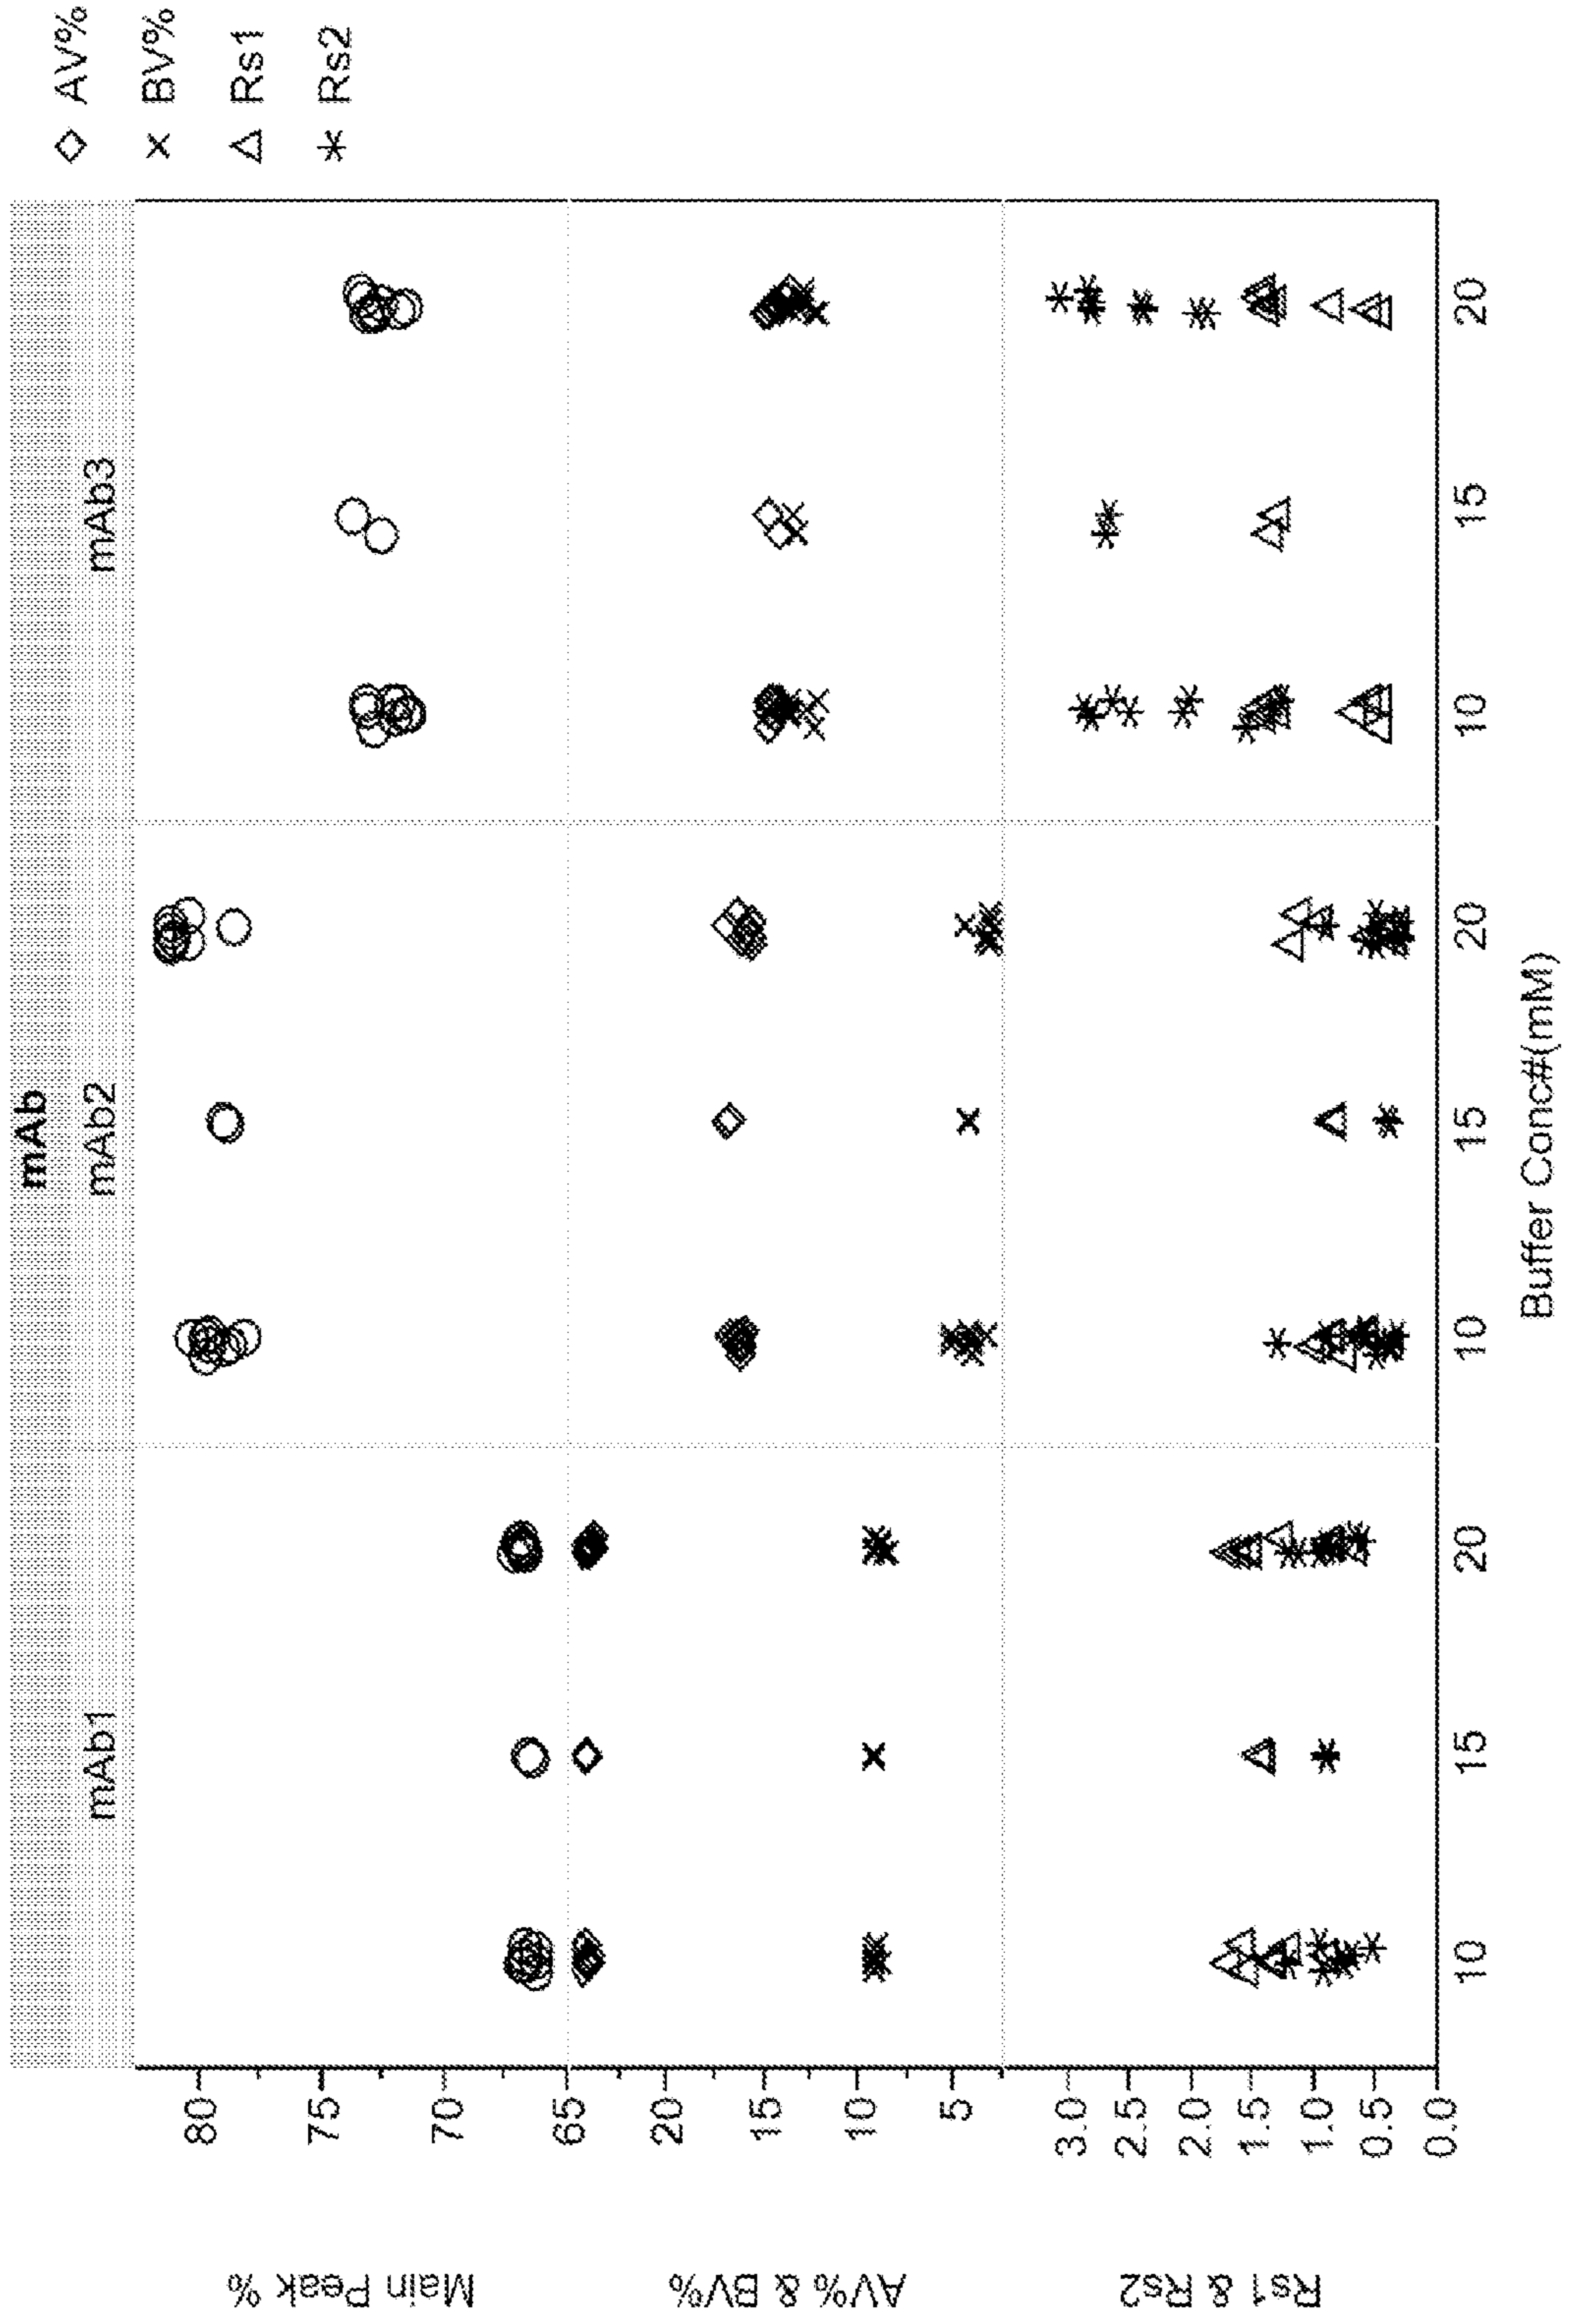 mAb
mAb1
mAb2
mAb3
◇ AV%
× BV%
△ Rs1
* Rs2
Main Peak %
80
75
70
65
AV% & BV%
20
15
10
5
Rs1 & Rs2
3.0
2.5
2.0
1.5
1.0
0.5
0.0
10 15 20 10 15 20 10 15 20
Buffer Conc#(mM)